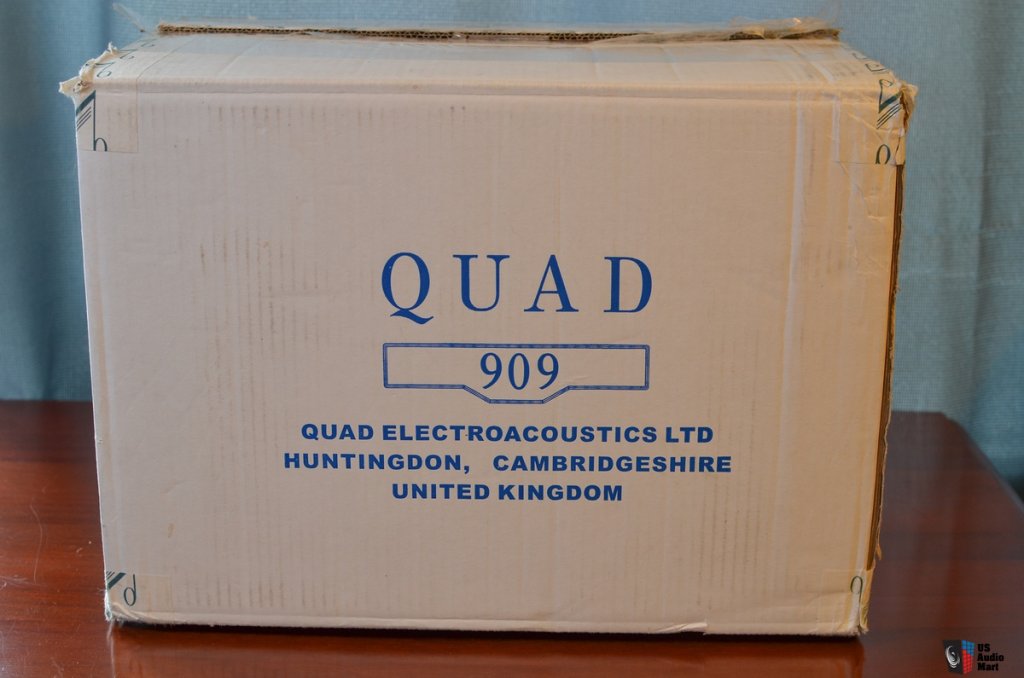 QUAD
909
QUAD ELECTROACOUSTICS LTD
HUNTINGDON, CAMBRIDGESHIRE
UNITED KINGDOM
US
Audio
Mart